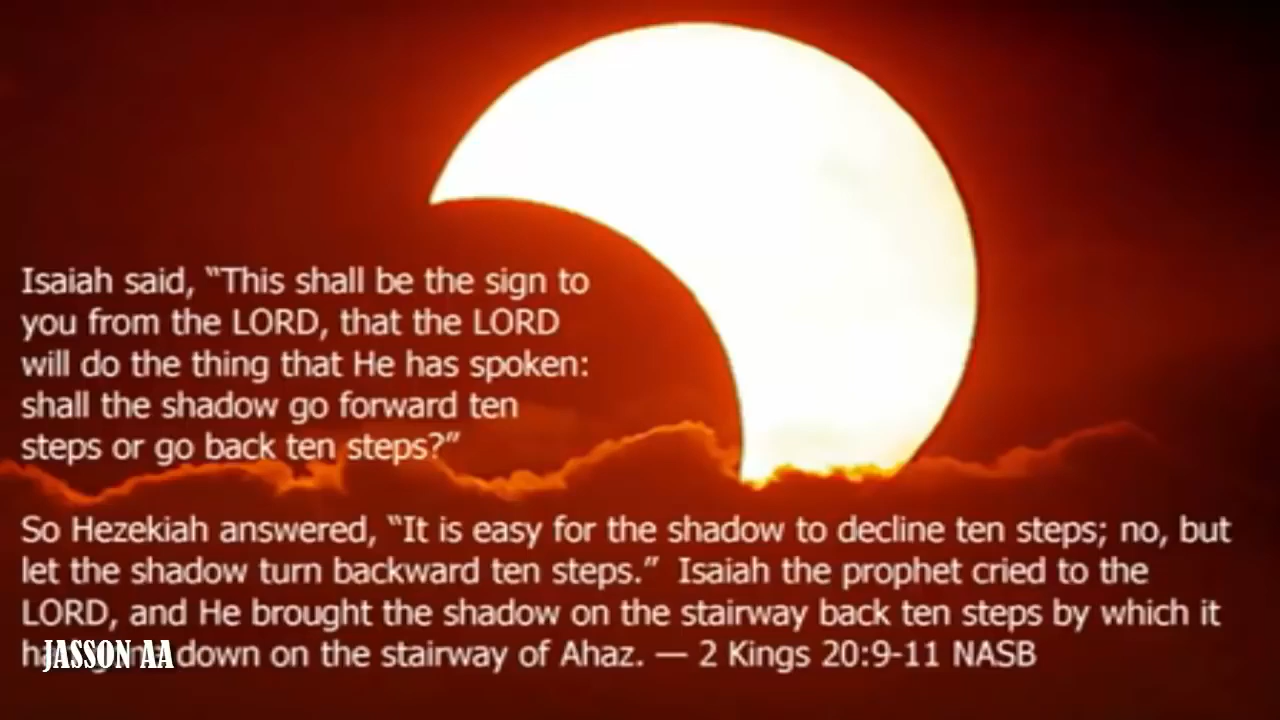 Isaiah said, “This shall be the sign to
you from the LORD, that the LORD
will do the thing that He has spoken:
shall the shadow go forward ten
steps or go back ten steps?”
So Hezekiah answered, “It is easy for the shadow to decline ten steps; no, but
let the shadow turn backward ten steps.” Isaiah the prophet cried to the
LORD, and He brought the shadow on the stairway back ten steps by which it
down on the stairway of Ahaz. — 2 Kings 20:9-11 NASB
JASSON AA